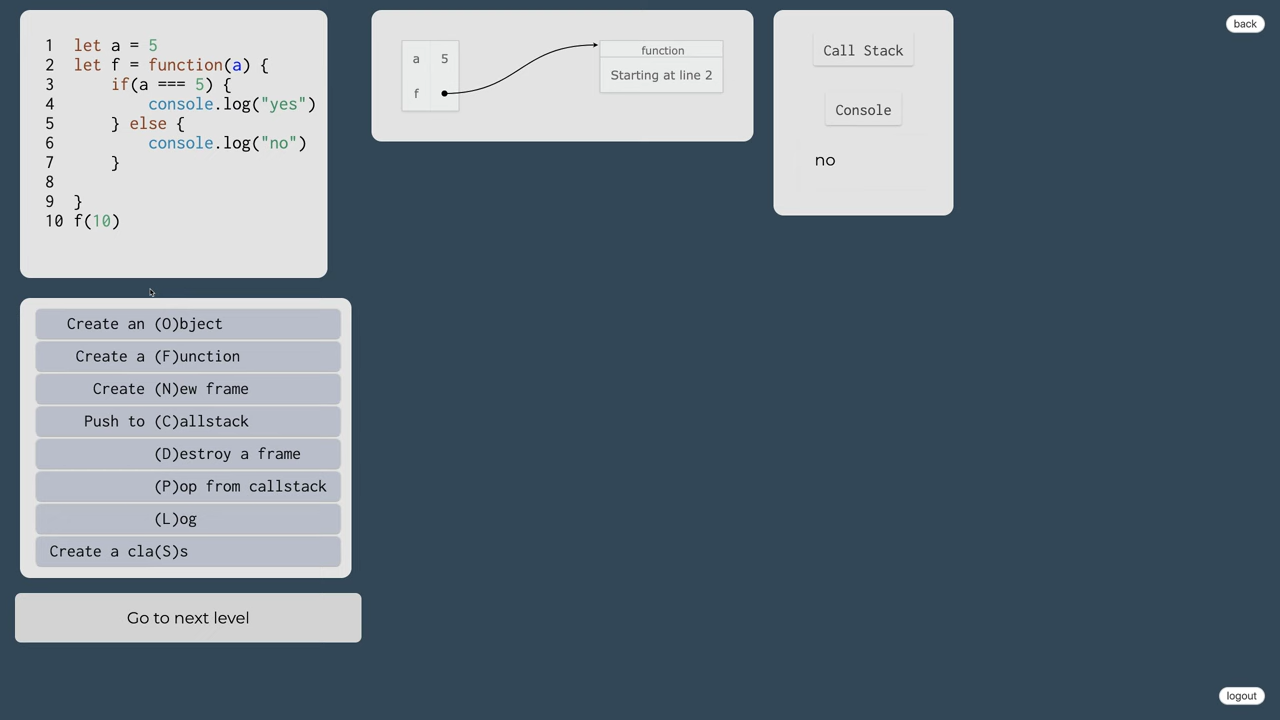 1 let a = 5
2 let f = function(a) {
3     if(a === 5) {
4         console.log("yes")
5     } else {
6         console.log("no")
7     }
8
9 }
10 f(10)
Create an (O)bject
Create a (F)unction
Create (N)ew frame
Push to (C)allstack
(D)estroy a frame
(P)op from callstack
(L)og
Create a cla(S)s
Go to next level
a 5
f
function
Starting at line 2
Call Stack
Console
no
back
logout